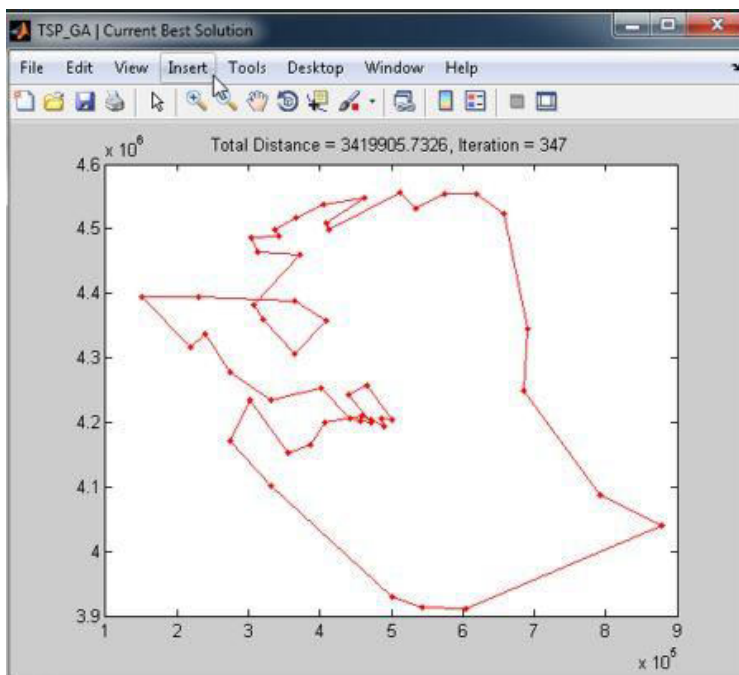 TSP_GA | Current Best Solution
File Edit View Insert Tools Desktop Window Help
x 10^6
Total Distance = 3419905.7326, Iteration = 347
4.6
4.5
4.4
4.3
4.2
4.1
4
3.9
1 2 3 4 5 6 7 8 9
x 10^5